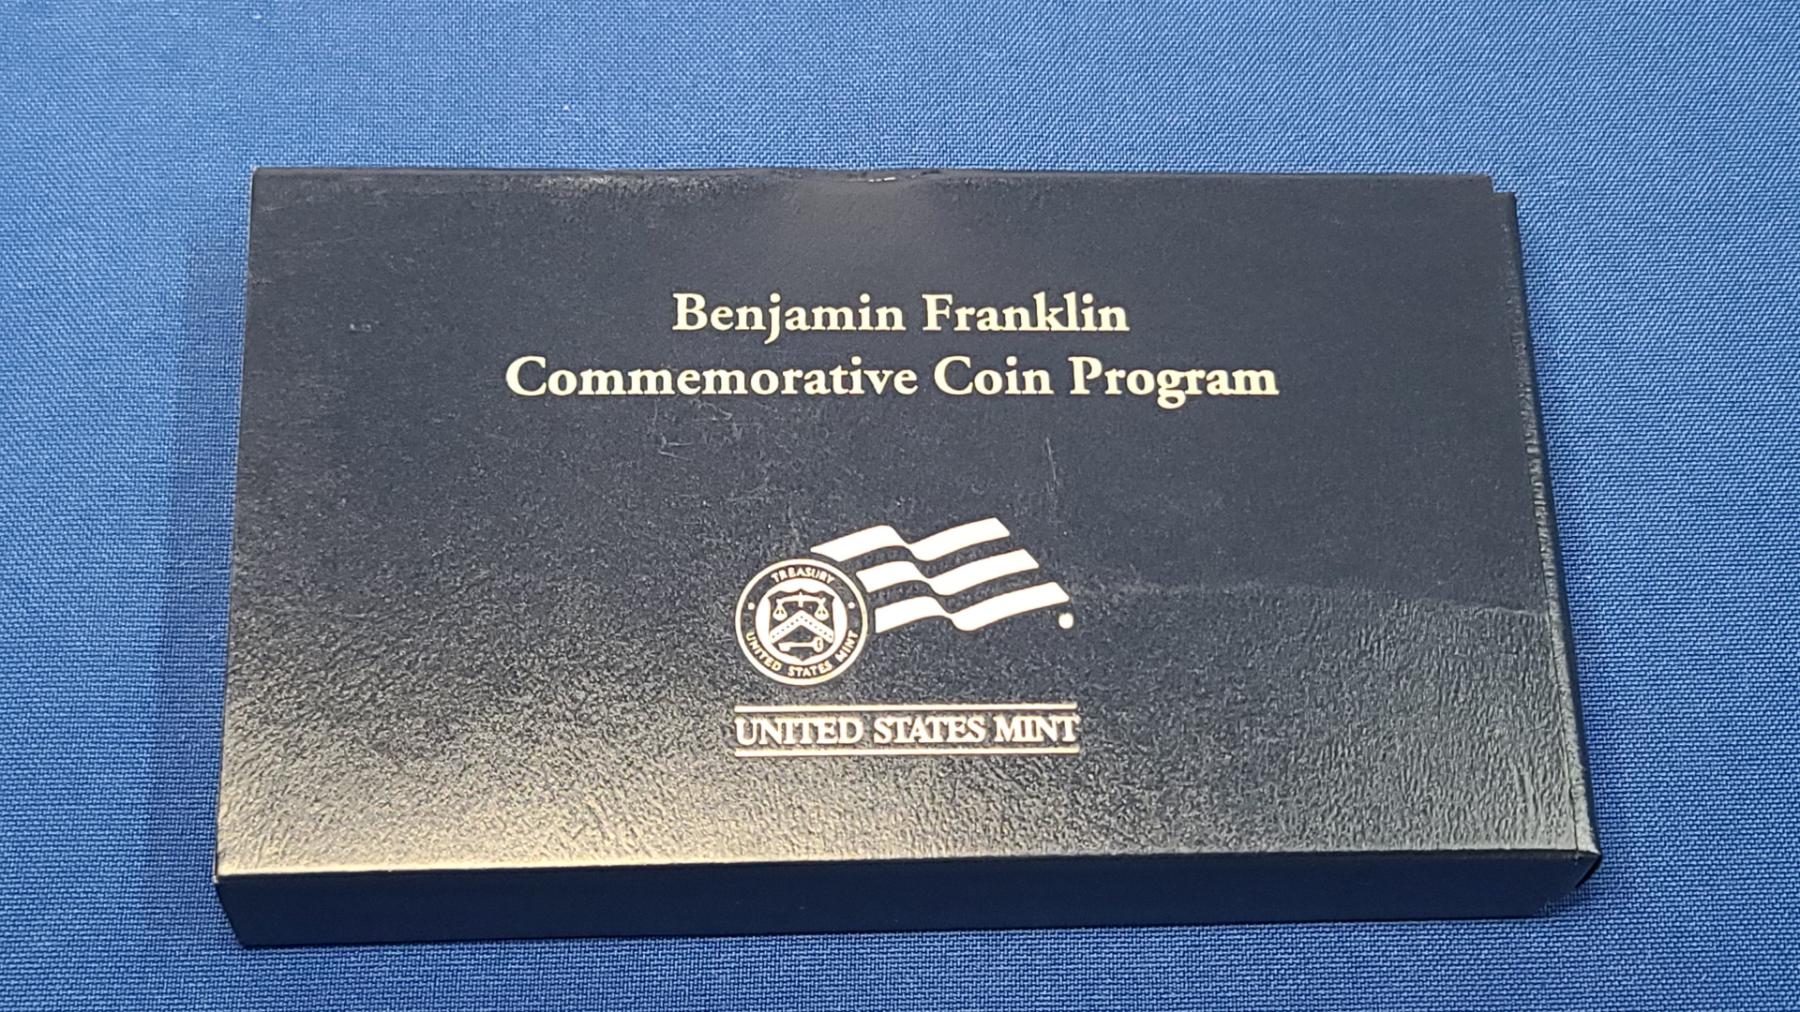 Benjamin Franklin
Commemorative Coin Program
TREASURY
UNITED STATES MINT
UNITED STATES MINT